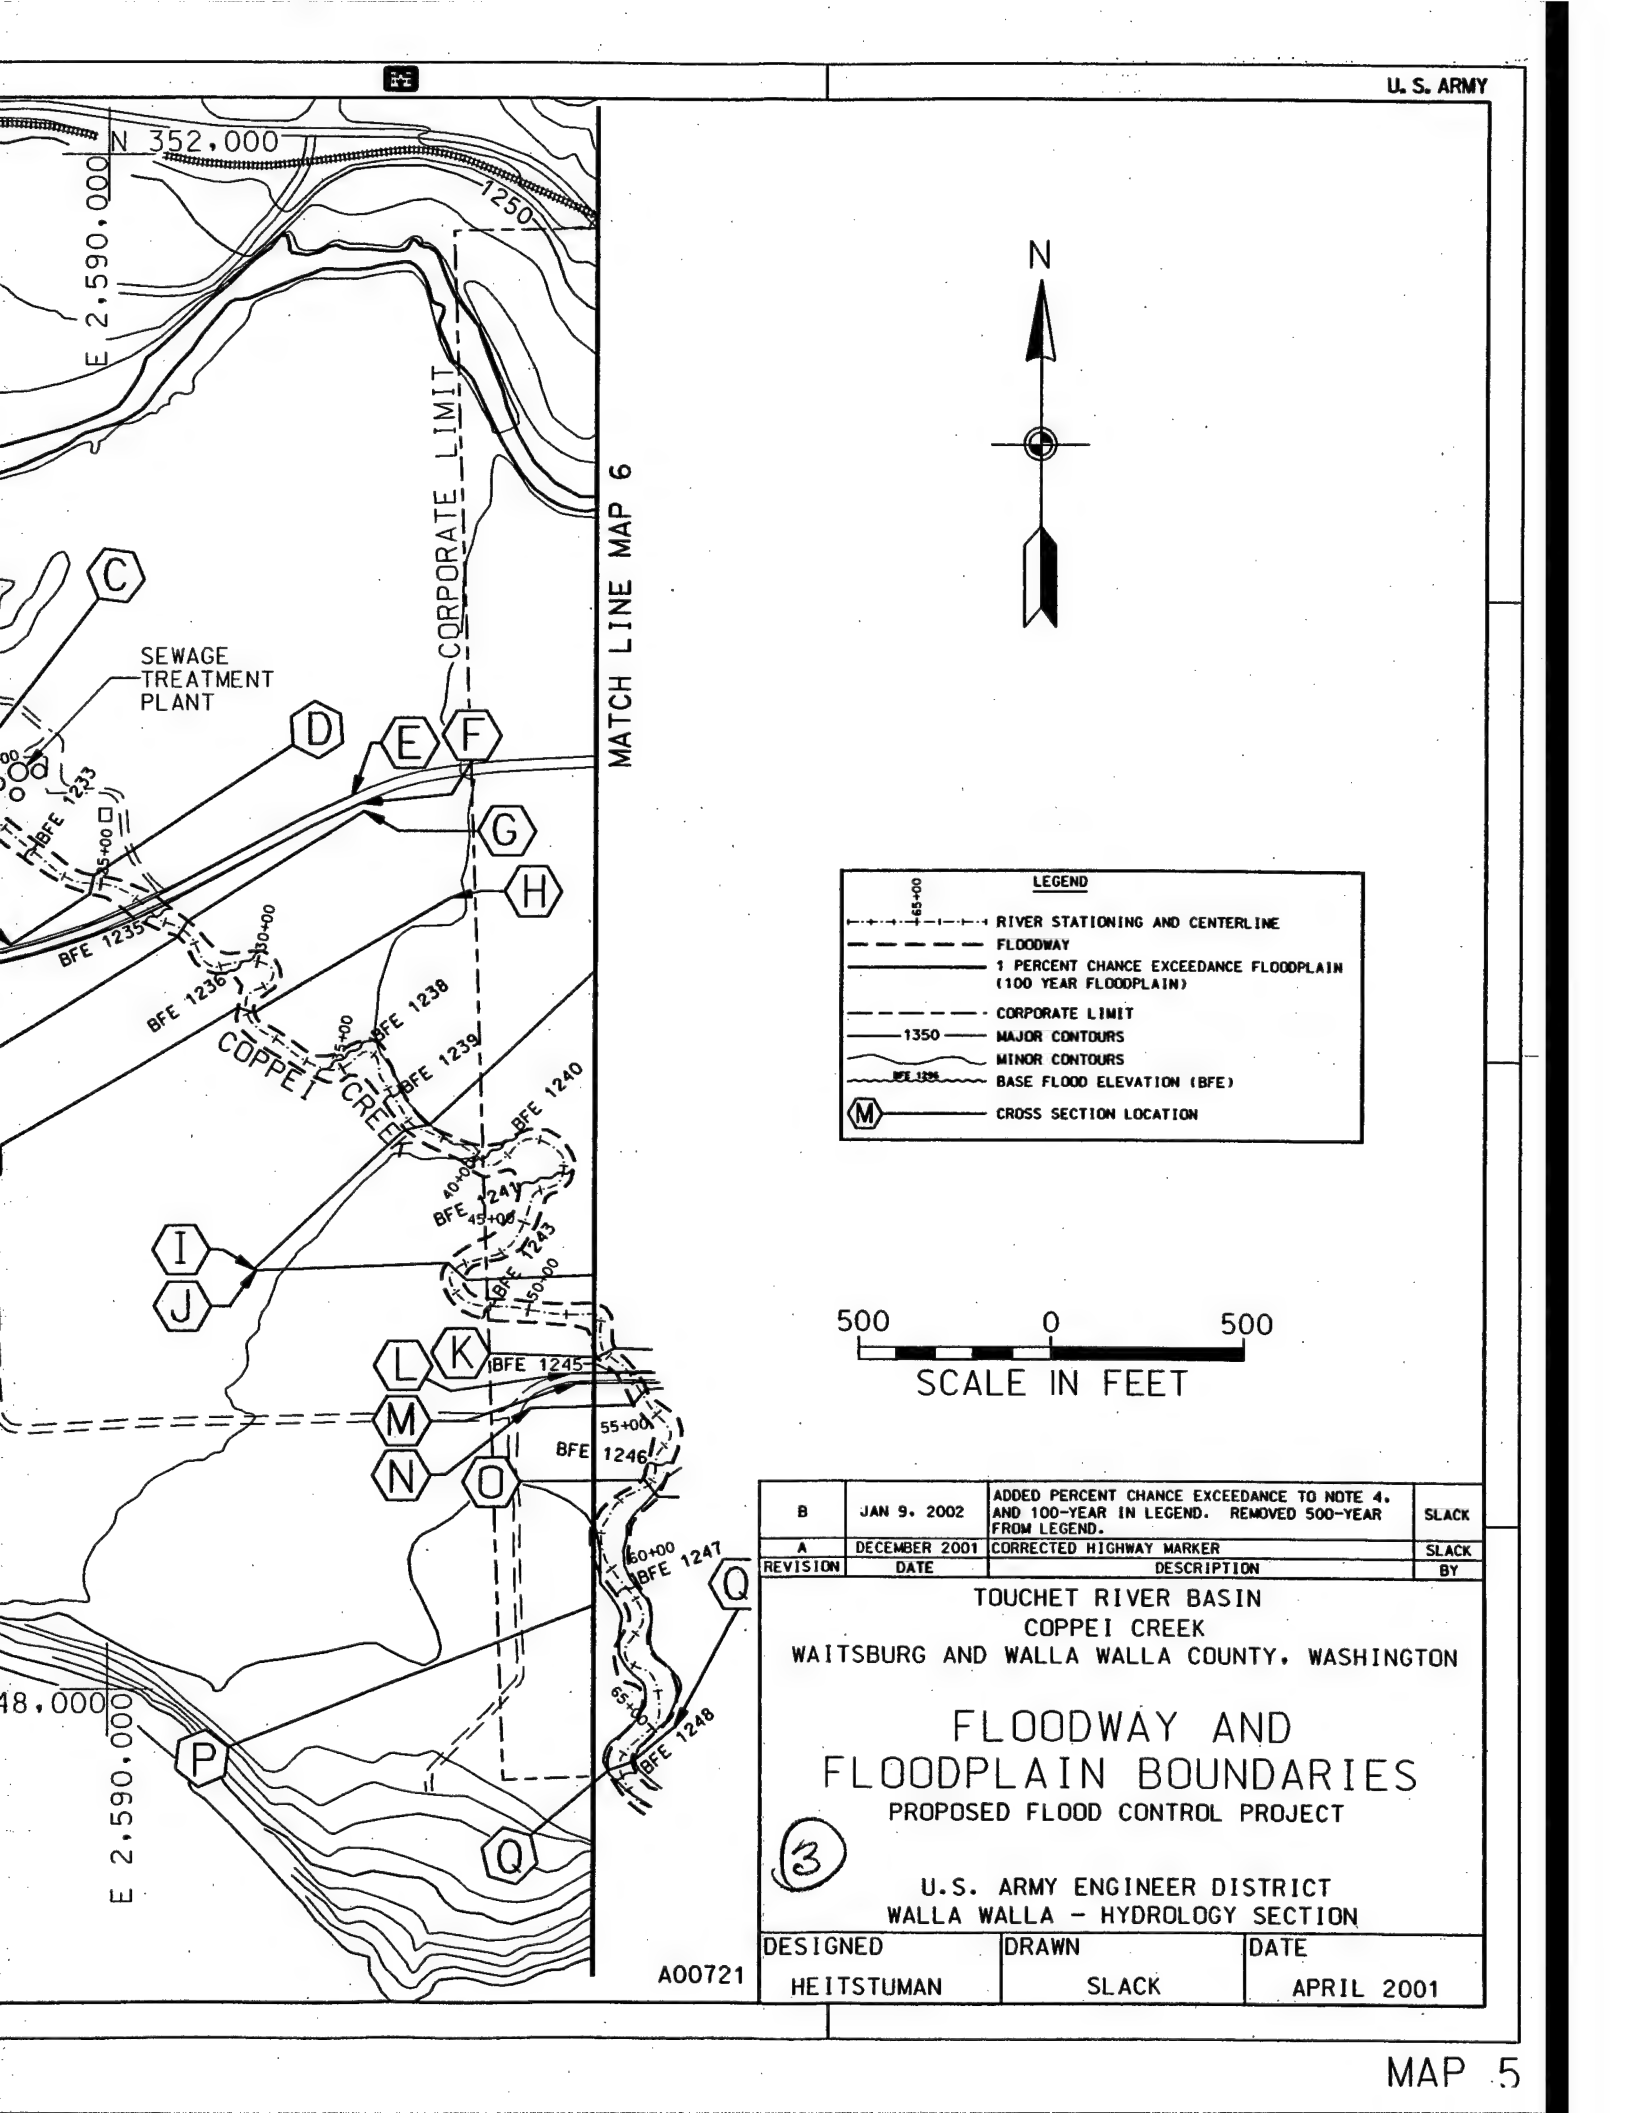 U. S. ARMY
N 352,000
E 2,590,000
1250
CORPORATE LIMIT
MATCH LINE MAP 6
N
C
SEWAGE
TREATMENT
PLANT
D
E
F
G
H
BFE 1233
35+00
BFE 1235
30+00
BFE 1236
COPPEI CREEK
BFE 1238
BFE 1239
BFE 1240
40+00
BFE 1241
45+00
BFE 1243
50+00
I
J
K
L
BFE 1245
M
N
O
55+00
BFE 1246
60+00
BFE 1247
Q
65+00
BFE 1248
P
Q
48,000
E 2,590,000
LEGEND
65+00
RIVER STATIONING AND CENTERLINE
FLOODWAY
1 PERCENT CHANCE EXCEEDANCE FLOODPLAIN
(100 YEAR FLOODPLAIN)
CORPORATE LIMIT
1350 MAJOR CONTOURS
MINOR CONTOURS
BASE FLOOD ELEVATION (BFE)
M CROSS SECTION LOCATION
500 0 500
SCALE IN FEET
B JAN 9, 2002 ADDED PERCENT CHANCE EXCEEDANCE TO NOTE 4,
AND 100-YEAR IN LEGEND. REMOVED 500-YEAR
FROM LEGEND. SLACK
A DECEMBER 2001 CORRECTED HIGHWAY MARKER SLACK
REVISION DATE DESCRIPTION BY
TOUCHET RIVER BASIN
COPPEI CREEK
WAITSBURG AND WALLA WALLA COUNTY, WASHINGTON
FLOODWAY AND
FLOODPLAIN BOUNDARIES
PROPOSED FLOOD CONTROL PROJECT
3
U.S. ARMY ENGINEER DISTRICT
WALLA WALLA - HYDROLOGY SECTION
DESIGNED DRAWN DATE
HEITSTUMAN SLACK APRIL 2001
A00721
MAP 5